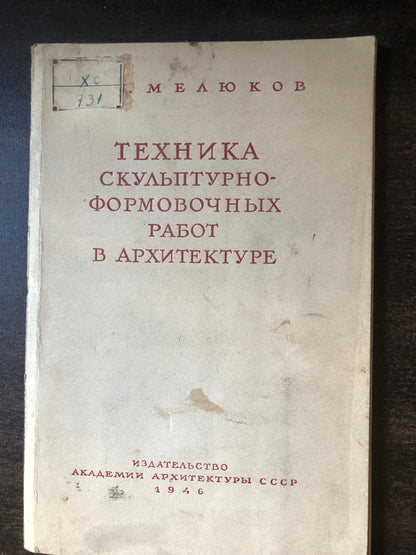 ХС
731
МЕЛЮКОВ
ТЕХНИКА
СКУЛЬПТУРНО-
ФОРМОВОЧНЫХ
РАБОТ
В АРХИТЕКТУРЕ
ИЗДАТЕЛЬСТВО
АКАДЕМИИ АРХИТЕКТУРЫ СССР
1946